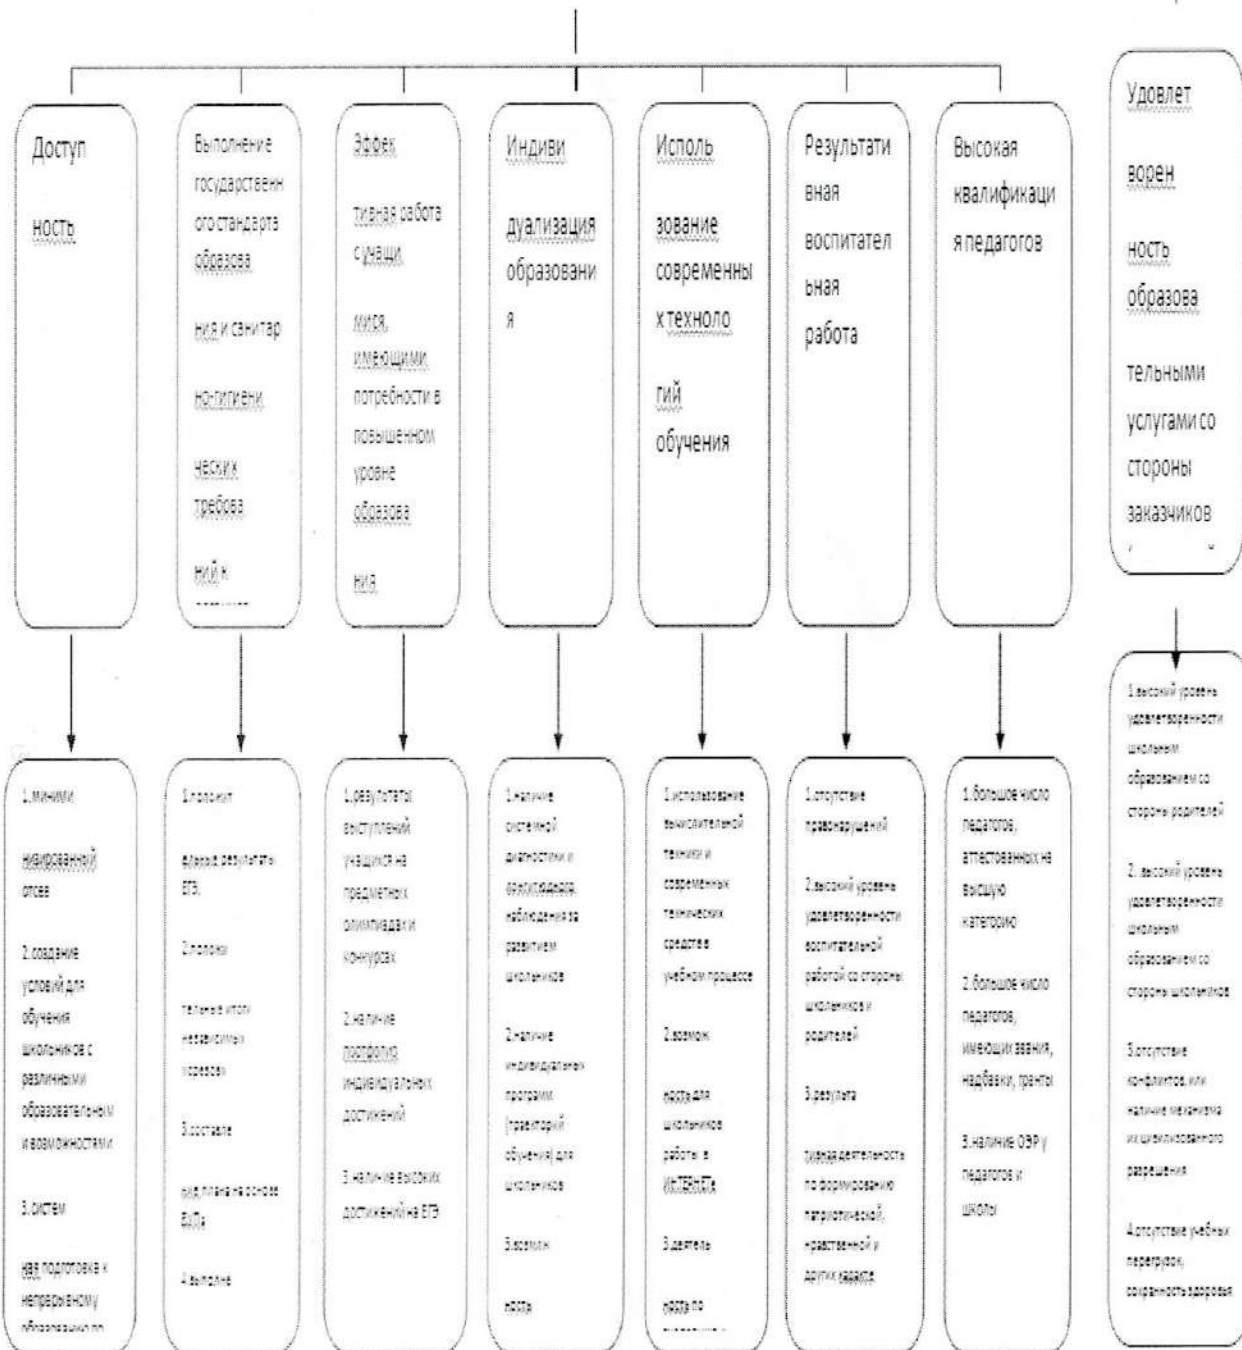 Доступ
ность
Выполнение
государственн
ого стандарта
образова
ния и санитар
но-гигиени
ческих
требова
ний к
Эффек
тивная работа
с учащи
мися,
имеющими
потребности в
повышенном
уровне
образова
ния
Индиви
дуализация
образовани
я
Исполь
зование
современны
х техноло
гий
обучения
Результати
вная
воспитател
ьная
работа
Высокая
квалификаци
я педагогов
Удовлет
ворен
ность
образова
тельными
услугами со
стороны
заказчиков
1.миними
низированный
отсев
2.создание
условий для
обучения
школьников с
различными
образовательным
и возможностями
3.систем
ная подготовка к
непрерывному
образованию по
1.положит
ельные результаты
ЕГЭ,
2.положи
тельные итоги
независимых
3.составле
ния плана на основе
БУПа
4.выполне
1.результаты
выступлений
учащихся на
предметных
олимпиадах и
конкурсах
2.наличие
портфолио
индивидуальных
достижений
3.наличие высоких
достижений на ЕГЭ
1.наличие
системной
диагностики и
наблюдения за
развитием
школьников
2.наличие
индивидуальных
программ
(траекторий
обучения) для
школьников
3.возмож
ность
1.использование
вычислительной
техники и
современных
технических
средств в
учебном процессе
2.возмож
ность для
школьников
работы в
ИнТЕРНЕТе
3.деятель
ность по
1.отсутствие
правонарушений
2.высокий уровень
удовлетворенности
воспитательной
работой со стороны
школьников и
родителей
3.результа
тивная деятельность
по формированию
патриотической,
нравственной и
других
1.большое число
педагогов,
аттестованных на
высшую
категорию
2.большое число
педагогов,
имеющих звания,
надбавки, гранты
3.наличие ОЭР у
педагогов и
школы
1.высокий уровень
удовлетворенности
школьным
образованием со
стороны родителей
2. .высокий уровень
удовлетворенности
школьным
образованием со
стороны школьников
3.отсутствие
конфликтов, или
наличие механизма
их цивилизованного
разрешения
4.отсутствие учебных
перегрузок,
сохранность здоровья